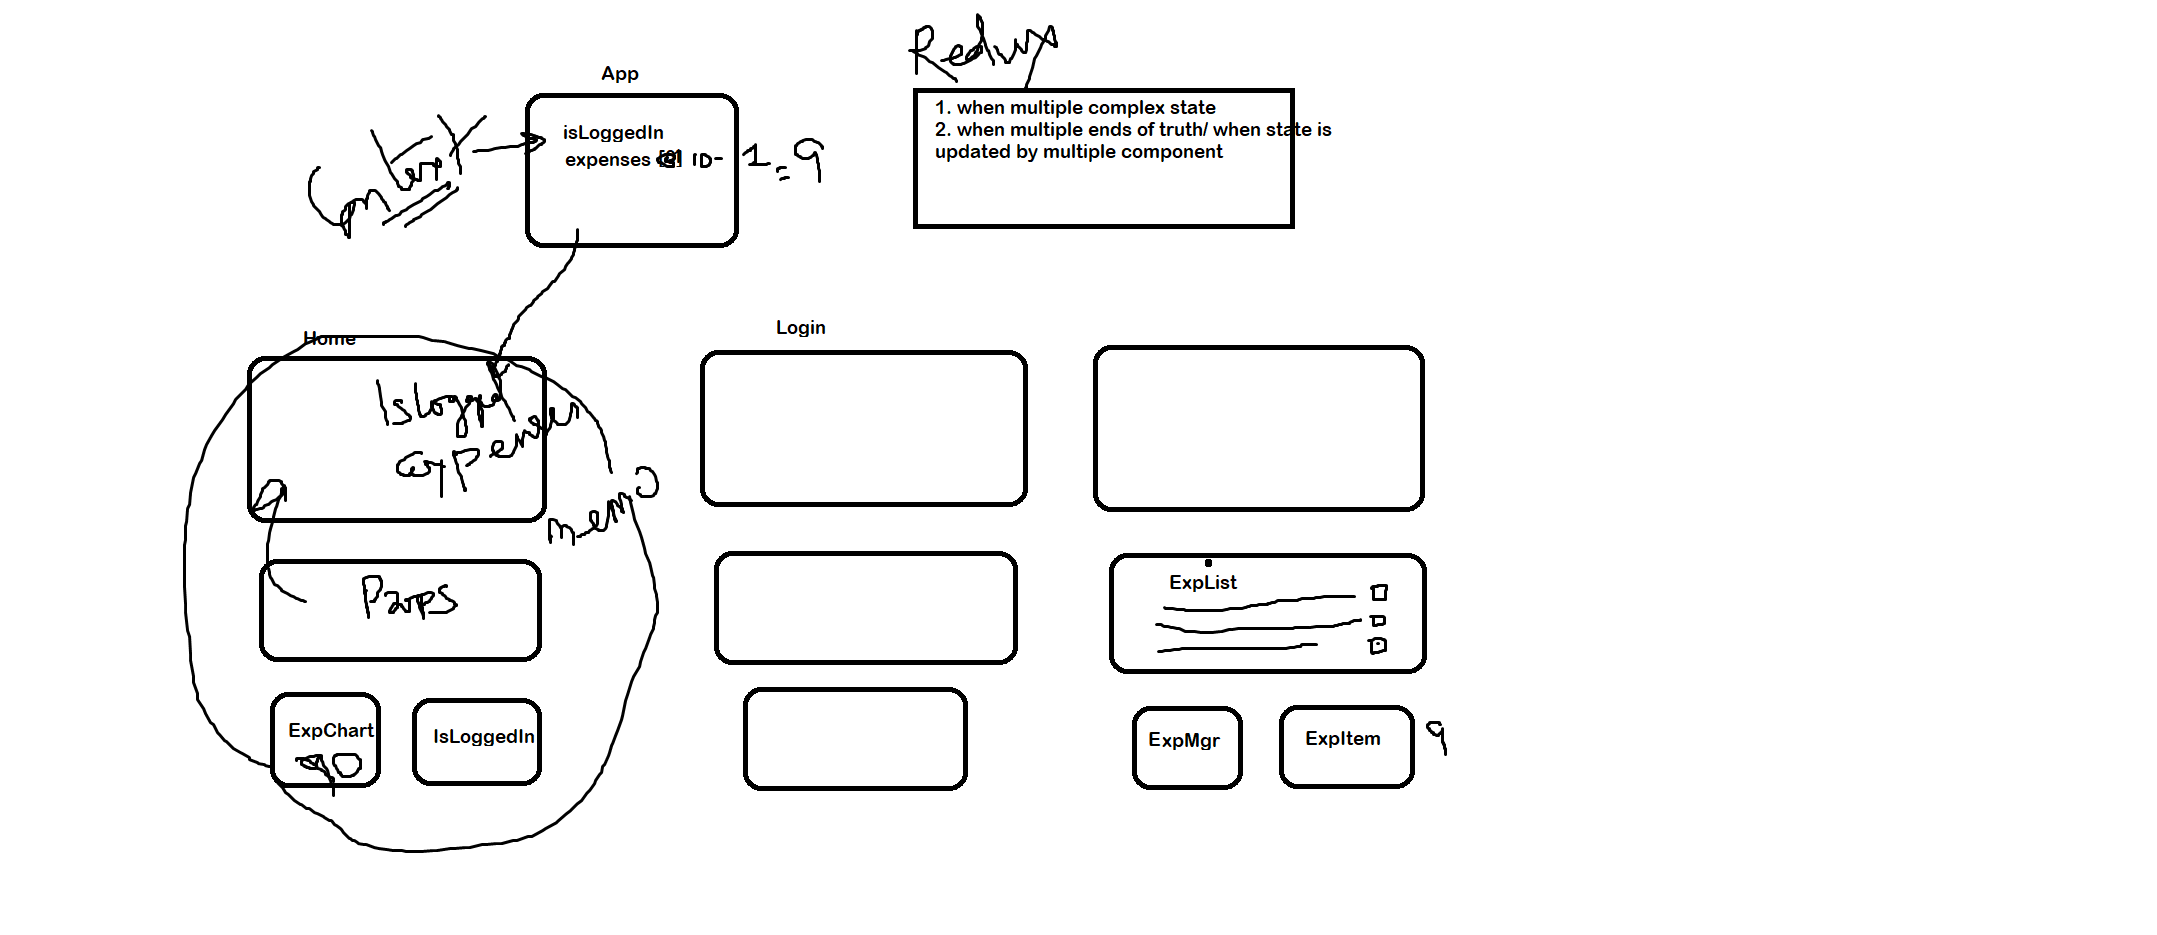 Redux
App
Context
isLoggedIn
expenses ID- 1 = 9
1. when multiple complex state
2. when multiple ends of truth/ when state is
updated by multiple component
Home
Login
IsLogged
expenses
memo
Props
ExpList
ExpChart
IsLoggedIn
ExpMgr
ExpItem 9